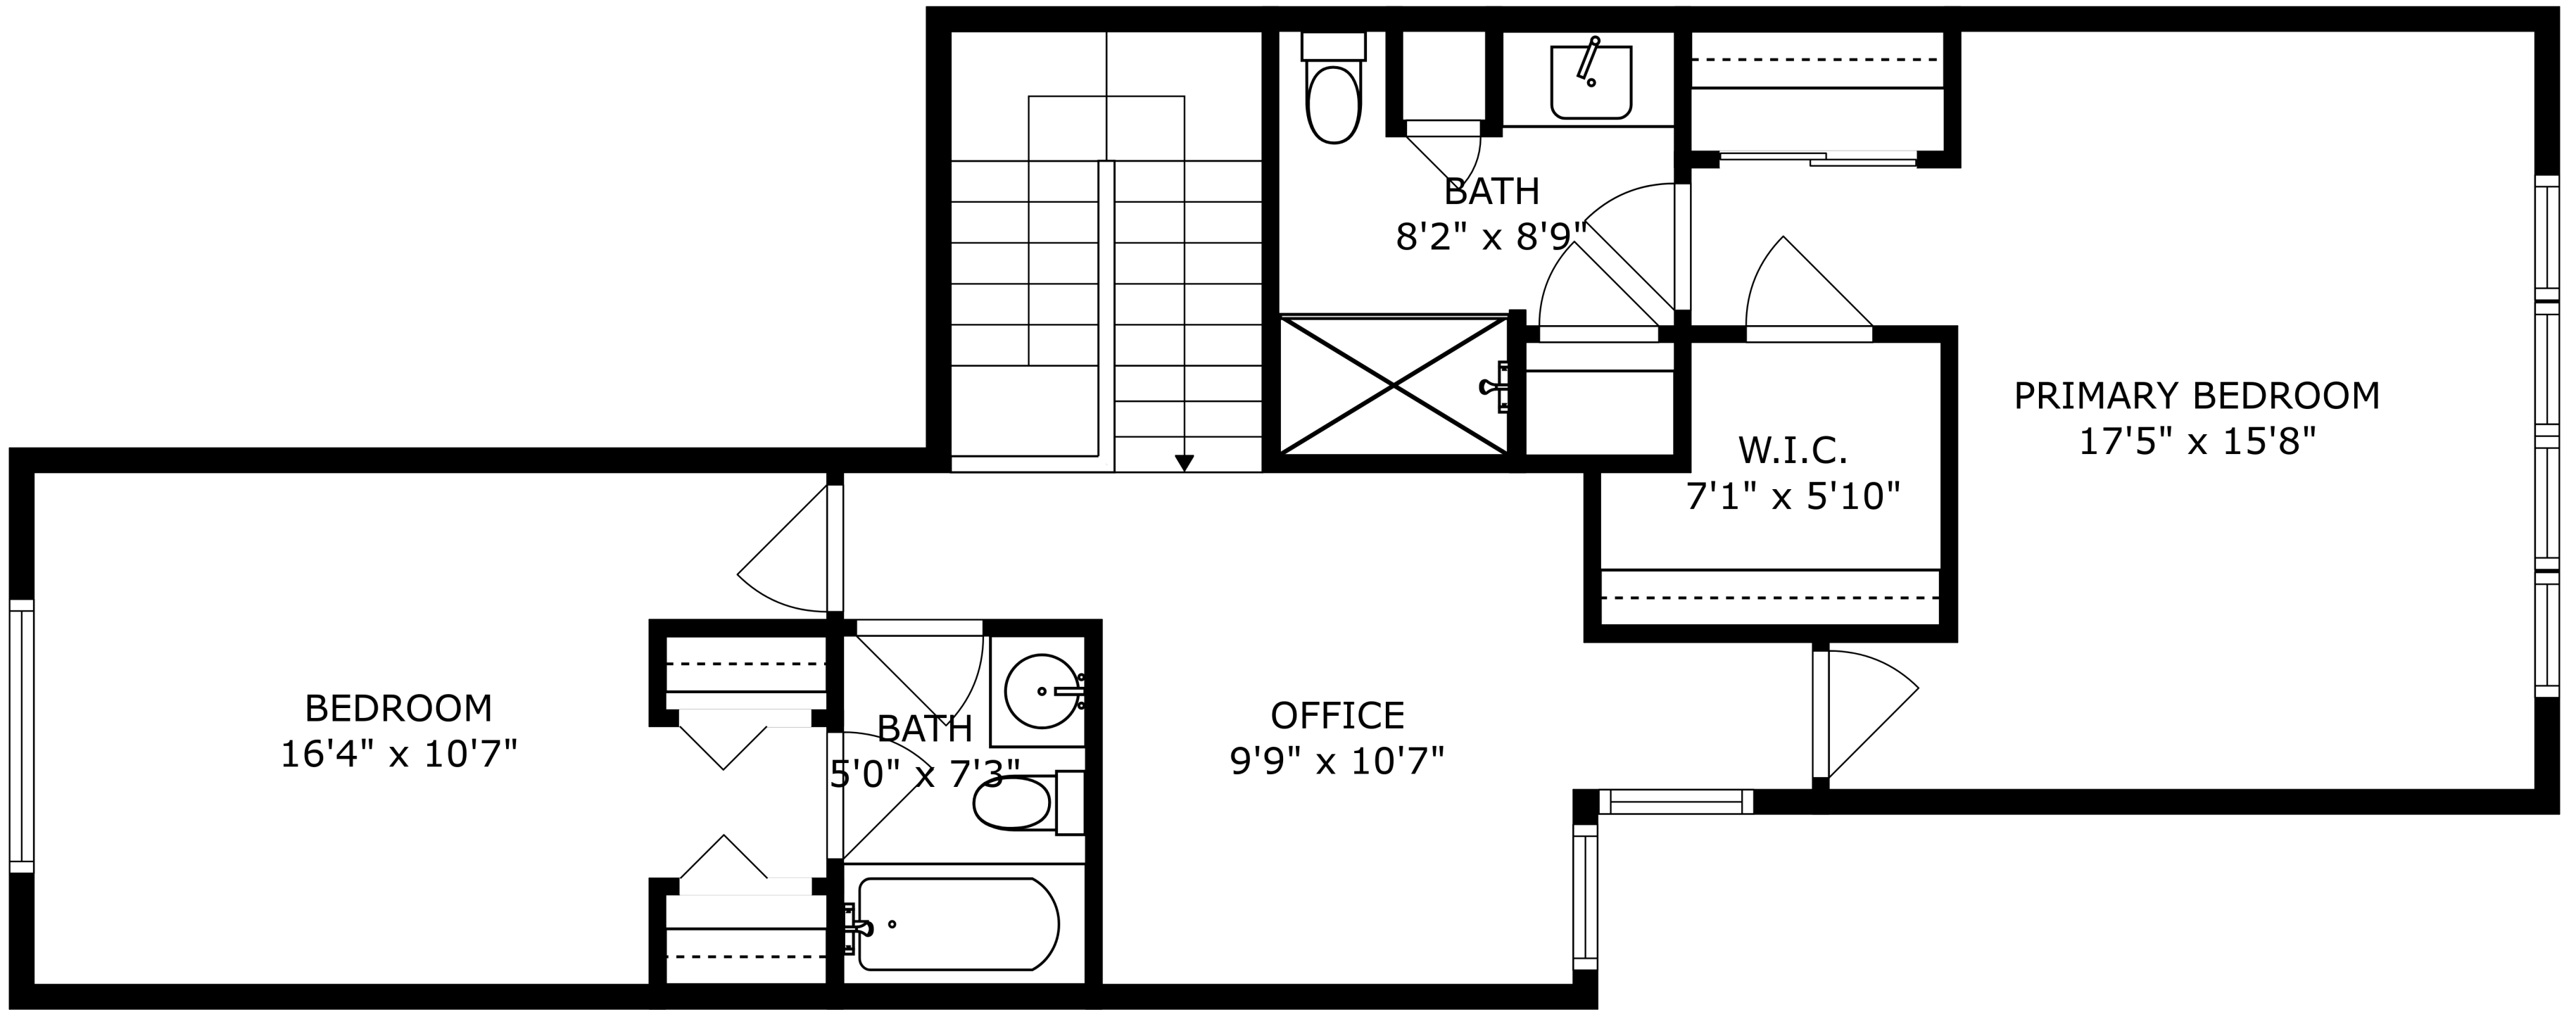 BATH
8'2" x 8'9"
PRIMARY BEDROOM
17'5" x 15'8"
W.I.C.
7'1" x 5'10"
BEDROOM
16'4" x 10'7"
BATH
5'0" x 7'3"
OFFICE
9'9" x 10'7"